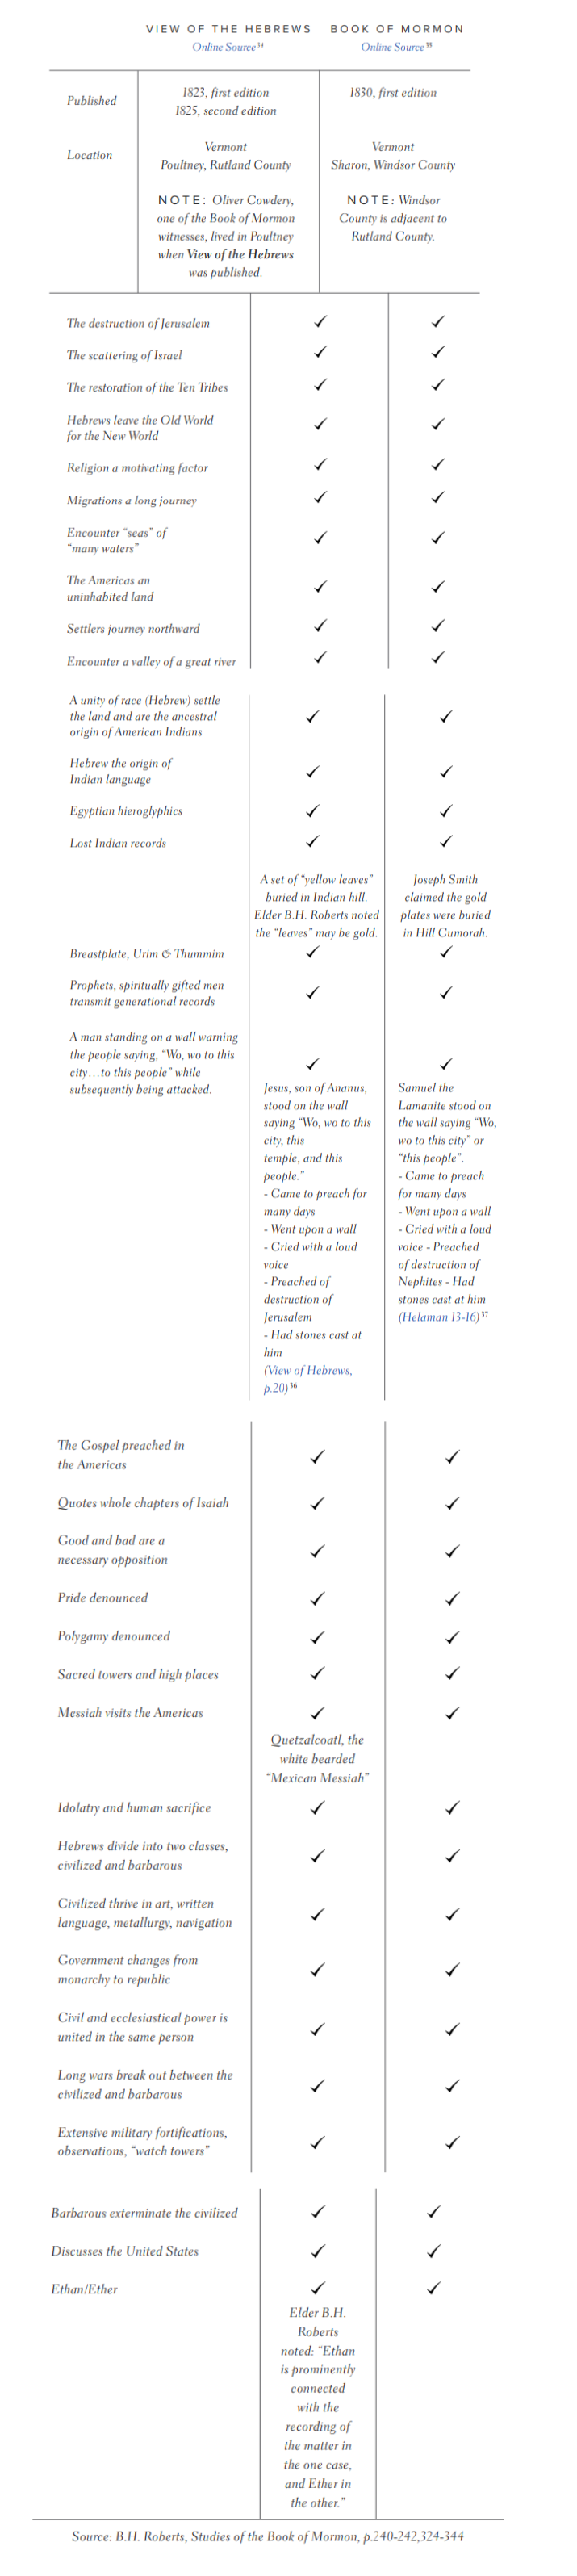 VIEW OF THE HEBREWS BOOK OF MORMON
Online Source 34 Online Source 35
Published
1823, first edition
1825, second edition
1830, first edition
Location
Vermont
Poultney, Rutland County
Vermont
Sharon, Windsor County
NOTE: Oliver Cowdery,
one of the Book of Mormon
witnesses, lived in Poultney
when View of the Hebrews
was published.
NOTE: Windsor
County is adjacent to
Rutland County.
The destruction of Jerusalem ✓ ✓
The scattering of Israel ✓ ✓
The restoration of the Ten Tribes ✓ ✓
Hebrews leave the Old World
for the New World ✓ ✓
Religion a motivating factor ✓ ✓
Migrations a long journey ✓ ✓
Encounter “seas” of
“many waters” ✓ ✓
The Americas an
uninhabited land ✓ ✓
Settlers journey northward ✓ ✓
Encounter a valley of a great river ✓ ✓
A unity of race (Hebrew) settle
the land and are the ancestral
origin of American Indians ✓ ✓
Hebrew the origin of
Indian language ✓ ✓
Egyptian hieroglyphics ✓ ✓
Lost Indian records ✓ ✓
A set of “yellow leaves”
buried in Indian hill.
Elder B.H. Roberts noted
the “leaves” may be gold.
Joseph Smith
claimed the gold
plates were buried
in Hill Cumorah.
Breastplate, Urim & Thummim ✓ ✓
Prophets, spiritually gifted men
transmit generational records ✓ ✓
A man standing on a wall warning
the people saying, “Wo, wo to this
city…to this people” while
subsequently being attacked. ✓ ✓
Jesus, son of Ananus,
stood on the wall
saying “Wo, wo to this
city, this
temple, and this
people.”
- Came to preach for
many days
- Went upon a wall
- Cried with a loud
voice
- Preached of
destruction of
Jerusalem
- Had stones cast at
him
(View of Hebrews,
p.20) 36
Samuel the
Lamanite stood on
the wall saying “Wo,
wo to this city” or
“this people”.
- Came to preach
for many days
- Went upon a wall
- Cried with a loud
voice - Preached
of destruction of
Nephites - Had
stones cast at him
(Helaman 13-16) 37
The Gospel preached in
the Americas ✓ ✓
Quotes whole chapters of Isaiah ✓ ✓
Good and bad are a
necessary opposition ✓ ✓
Pride denounced ✓ ✓
Polygamy denounced ✓ ✓
Sacred towers and high places ✓ ✓
Messiah visits the Americas ✓ ✓
Quetzalcoatl, the
white bearded
“Mexican Messiah”
Idolatry and human sacrifice ✓ ✓
Hebrews divide into two classes,
civilized and barbarous ✓ ✓
Civilized thrive in art, written
language, metallurgy, navigation ✓ ✓
Government changes from
monarchy to republic ✓ ✓
Civil and ecclesiastical power is
united in the same person ✓ ✓
Long wars break out between the
civilized and barbarous ✓ ✓
Extensive military fortifications,
observations, “watch towers” ✓ ✓
Barbarous exterminate the civilized ✓ ✓
Discusses the United States ✓ ✓
Ethan/Ether ✓ ✓
Elder B.H.
Roberts
noted: “Ethan
is prominently
connected
with the
recording of
the matter in
the one case,
and Ether in
the other.”
Source: B.H. Roberts, Studies of the Book of Mormon, p.240-242,324-344